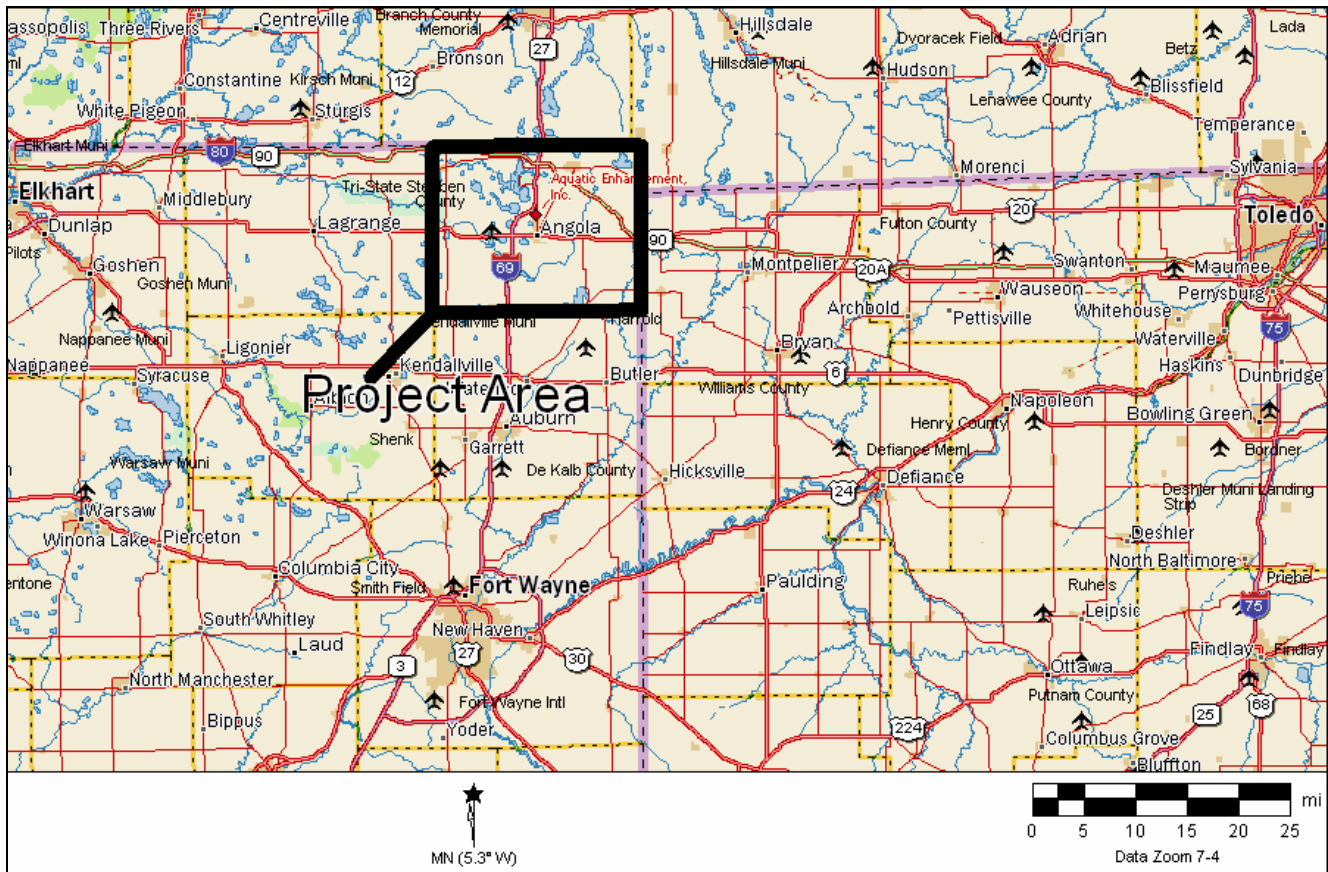 assopolis
Three Rivers
Centreville
Branch County
Memorial
27
Hillsdale
Dvoracek Field
Adrian
Betz
Lada
Bronson
Hillsdale Muni
Hudson
Constantine
Kirsch Muni
12
Lenawee County
Blissfield
White Pigeon
Sturgis
Temperance
Elkhart Muni
80
90
Morenci
Sylvania
Elkhart
Tri-State Steuben
County
Aquatic Enhancement,
Inc.
Middlebury
20
Toledo
Dunlap
Lagrange
Angola
90
Fulton County
Pilots
Goshen
69
Montpelier
20A
Swanton
Maumee
Goshen Muni
Wauseon
Perrysburg
Archbold
Pettisville
Whitehouse
75
Nappanee Muni
Kendallville Muni
Harrold
Waterville
Ligonier
Bryan
Nappanee
Kendallville
Haskins
Syracuse
Butler
Williams County
6
Dunbridge
Project Area
Napoleon
Bowling Green
Auburn
Henry County
Shenk
Garrett
Defiance Meml
Bordner
Warsaw Muni
De Kalb County
Hicksville
Defiance
24
Deshler Muni Landing
Strip
Warsaw
Winona Lake
Pierceton
Deshler
North Baltimore
Columbia City
entone
Smith Field
Fort Wayne
Paulding
Ruhe's
Priebe
Leipsic
75
South Whitley
New Haven
Laud
27
30
3
Findlay
Findlay
Ottawa
North Manchester
Putnam County
Fort Wayne Intl
25
68
Bippus
Yoder
224
Columbus Grove
Bluffton
MN (5.3° W)
mi
0 5 10 15 20 25
Data Zoom 7-4